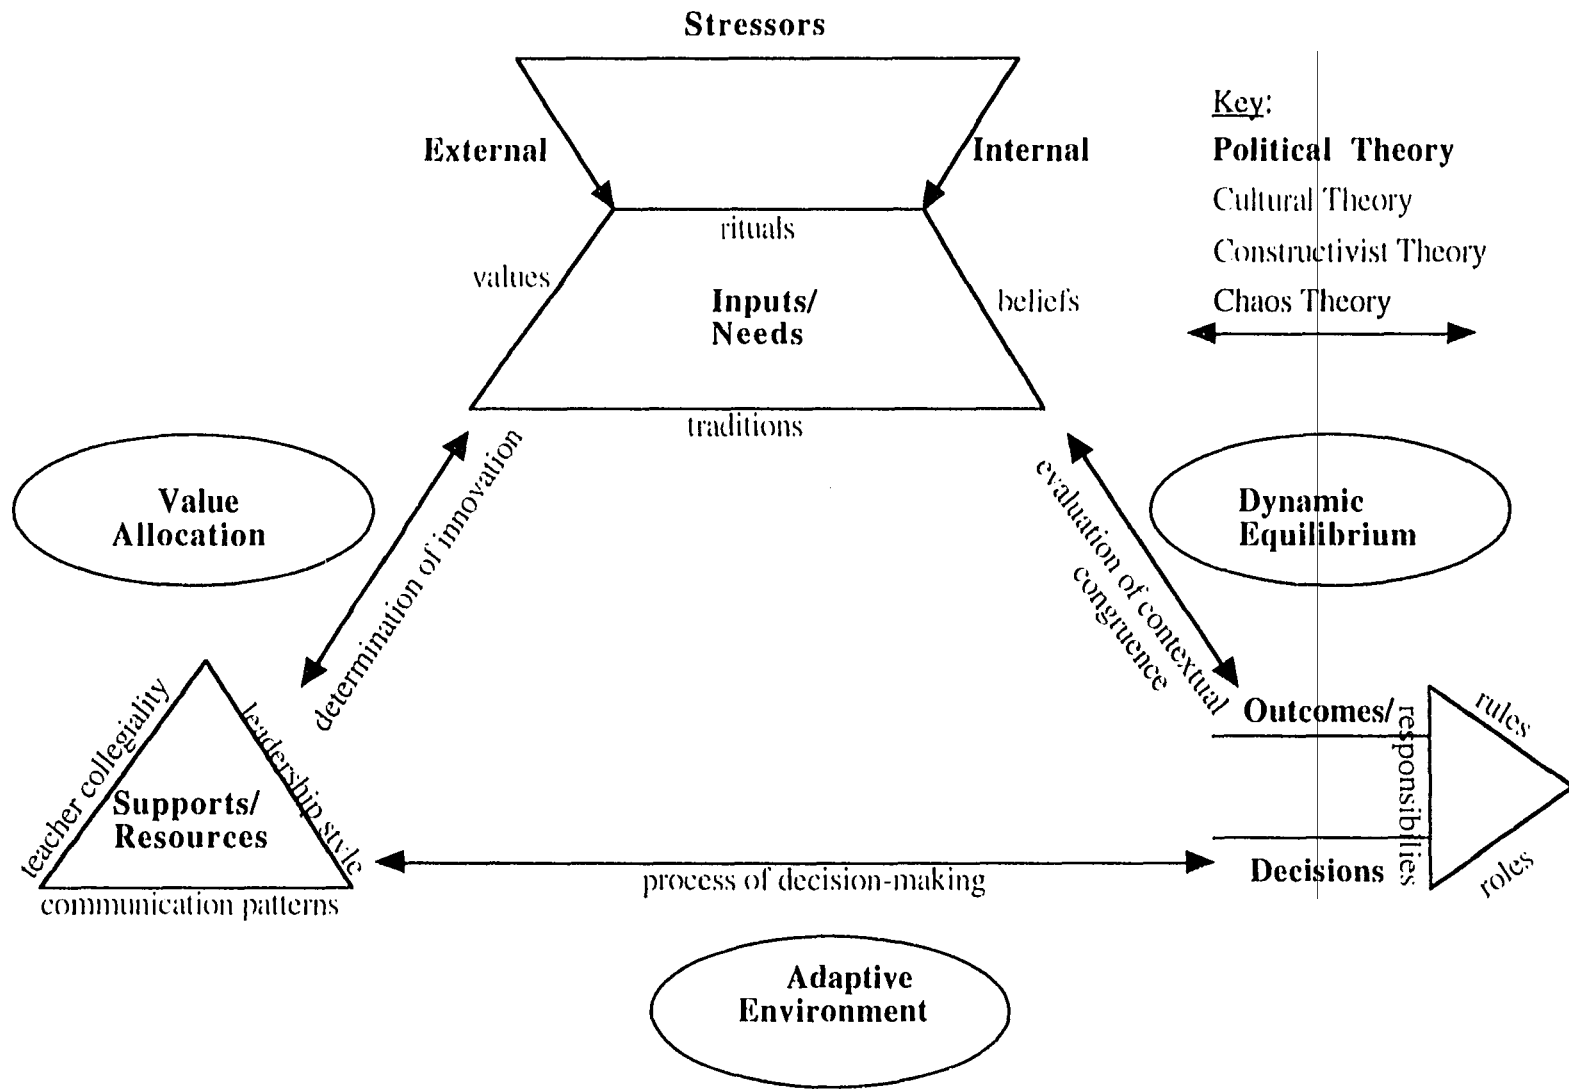 Stressors
External
Internal
Key:
Political Theory
Cultural Theory
Constructivist Theory
Chaos Theory
rituals
values
Inputs/
Needs
beliefs
traditions
Value
Allocation
determination of innovation
evaluation of contextual
congruence
Dynamic
Equilibrium
teacher collegiality
leadership style
Supports/
Resources
communication patterns
process of decision-making
Outcomes/
Decisions
responsibilies
rules
roles
Adaptive
Environment